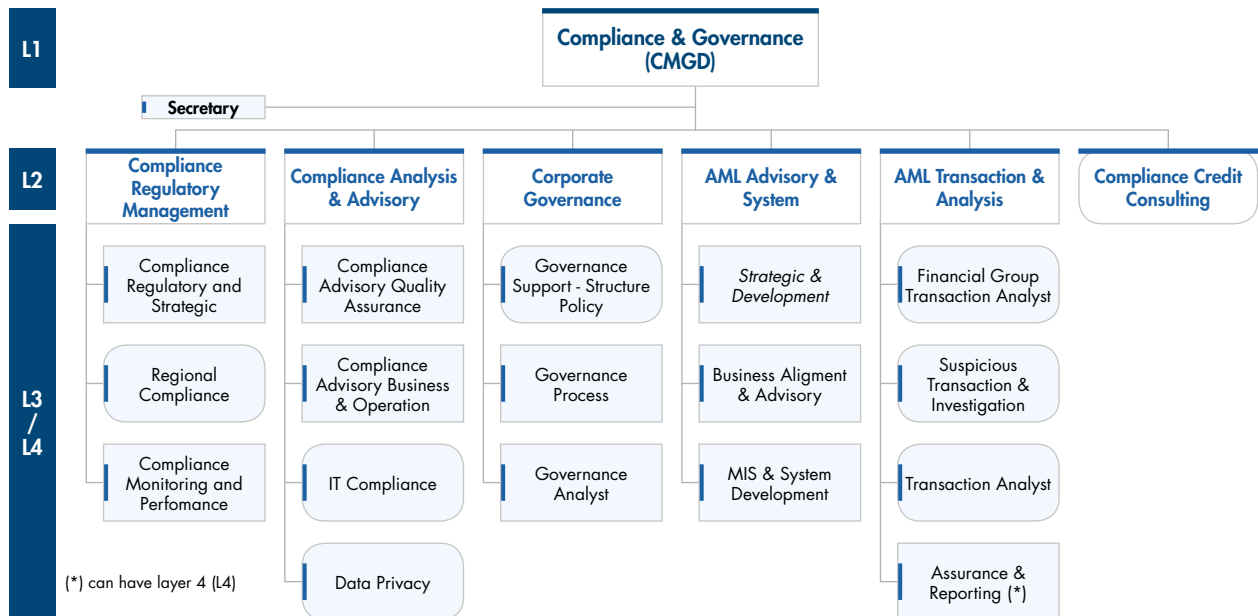 L1
Compliance & Governance
(CMGD)
Secretary
L2
Compliance
Regulatory
Management
Compliance Analysis
& Advisory
Corporate
Governance
AML Advisory &
System
AML Transaction &
Analysis
Compliance Credit
Consulting
L3
/
L4
Compliance
Regulatory and
Strategic
Regional
Compliance
Compliance
Monitoring and
Perfomance
Compliance
Advisory Quality
Assurance
Compliance
Advisory Business
& Operation
IT Compliance
Data Privacy
Governance
Support - Structure
Policy
Governance
Process
Governance
Analyst
Strategic &
Development
Business Aligment
& Advisory
MIS & System
Development
Financial Group
Transaction Analyst
Suspicious
Transaction &
Investigation
Transaction Analyst
Assurance &
Reporting (*)
(*) can have layer 4 (L4)